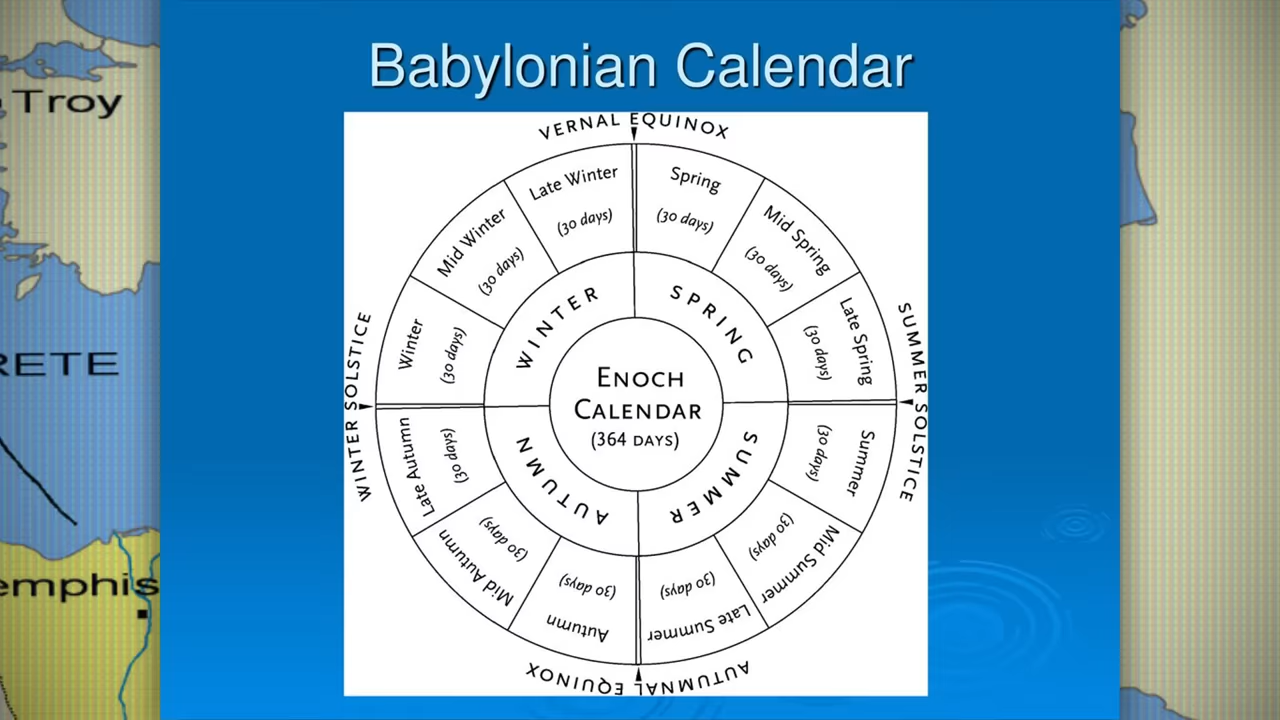 Babylonian Calendar
VERNAL EQUINOX
Late Winter
(30 days)
Spring
(30 days)
Mid Winter
(30 days)
Mid Spring
(30 days)
Winter
(30 days)
Late Spring
(30 days)
WINTER
SPRING
WINTER SOLSTICE
SUMMER SOLSTICE
ENOCH
CALENDAR
(364 DAYS)
Late Autumn
(30 days)
Summer
(30 days)
AUTUMN
SUMMER
Mid Autumn
(30 days)
Mid Summer
(30 days)
Autumn
(30 days)
Late Summer
(30 days)
AUTUMNAL EQUINOX
Troy
RETE
emphis